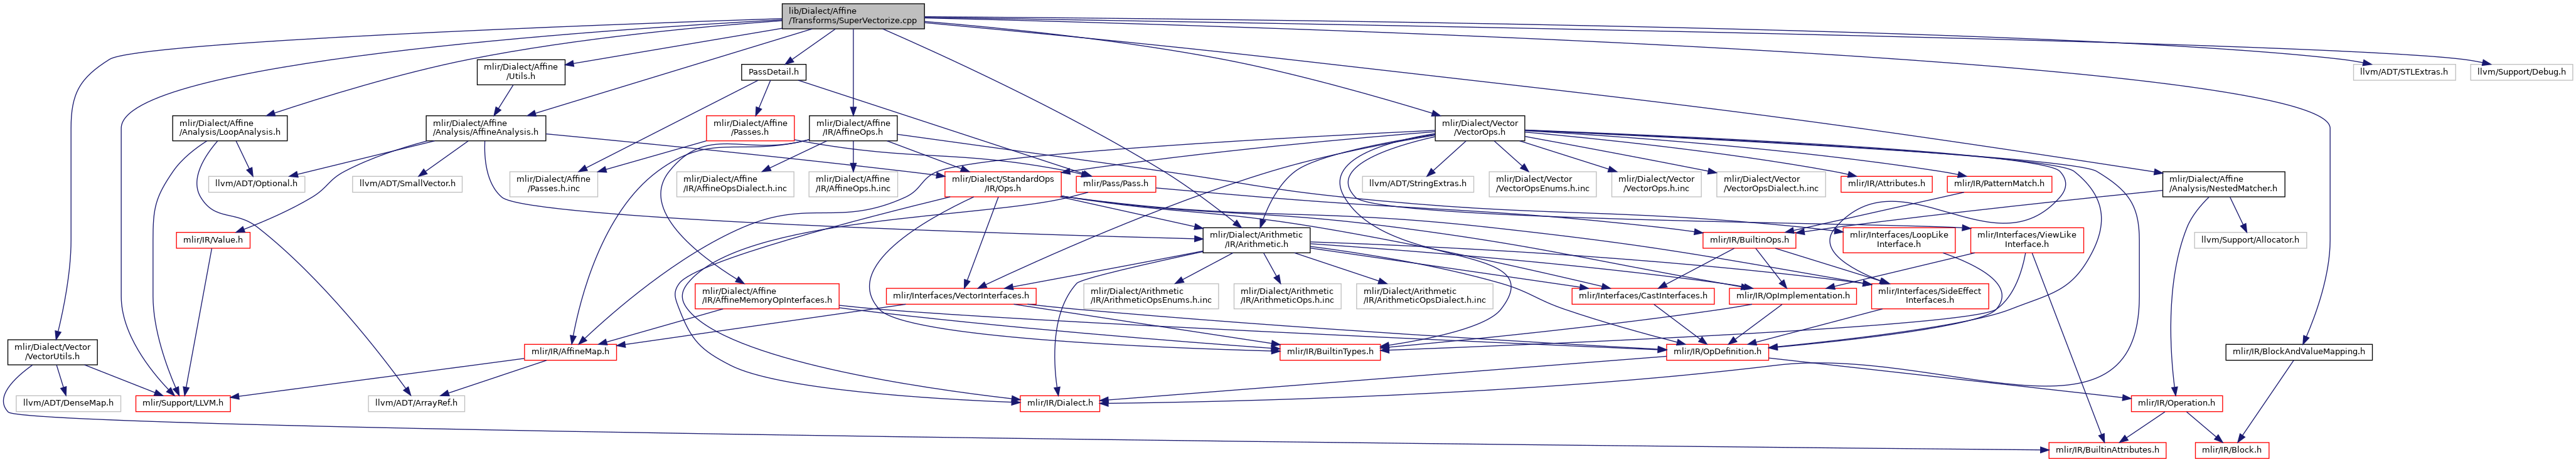 lib/Dialect/Affine
/Transforms/SuperVectorize.cpp
mlir/Dialect/Affine
/Utils.h
PassDetail.h
llvm/ADT/STLExtras.h
llvm/Support/Debug.h
mlir/Dialect/Affine
/Analysis/LoopAnalysis.h
mlir/Dialect/Affine
/Analysis/AffineAnalysis.h
mlir/Dialect/Affine
/Passes.h
mlir/Dialect/Affine
/IR/AffineOps.h
mlir/Dialect/Vector
/VectorOps.h
llvm/ADT/Optional.h
llvm/ADT/SmallVector.h
mlir/Dialect/Affine
/Passes.h.inc
mlir/Dialect/Affine
/IR/AffineOpsDialect.h.inc
mlir/Dialect/Affine
/IR/AffineOps.h.inc
mlir/Dialect/StandardOps
/IR/Ops.h
mlir/Pass/Pass.h
llvm/ADT/StringExtras.h
mlir/Dialect/Vector
/VectorOpsEnums.h.inc
mlir/Dialect/Vector
/VectorOps.h.inc
mlir/Dialect/Vector
/VectorOpsDialect.h.inc
mlir/IR/Attributes.h
mlir/IR/PatternMatch.h
mlir/Dialect/Affine
/Analysis/NestedMatcher.h
mlir/IR/Value.h
mlir/Dialect/Arithmetic
/IR/Arithmetic.h
mlir/IR/BuiltinOps.h
mlir/Interfaces/LoopLike
Interface.h
mlir/Interfaces/ViewLike
Interface.h
llvm/Support/Allocator.h
mlir/Dialect/Affine
/IR/AffineMemoryOpInterfaces.h
mlir/Interfaces/VectorInterfaces.h
mlir/Dialect/Arithmetic
/IR/ArithmeticOpsEnums.h.inc
mlir/Dialect/Arithmetic
/IR/ArithmeticOps.h.inc
mlir/Dialect/Arithmetic
/IR/ArithmeticOpsDialect.h.inc
mlir/Interfaces/CastInterfaces.h
mlir/IR/OpImplementation.h
mlir/Interfaces/SideEffect
Interfaces.h
mlir/Dialect/Vector
/VectorUtils.h
mlir/IR/AffineMap.h
mlir/IR/BuiltinTypes.h
mlir/IR/OpDefinition.h
mlir/IR/BlockAndValueMapping.h
llvm/ADT/DenseMap.h
mlir/Support/LLVM.h
llvm/ADT/ArrayRef.h
mlir/IR/Dialect.h
mlir/IR/Operation.h
mlir/IR/BuiltinAttributes.h
mlir/IR/Block.h